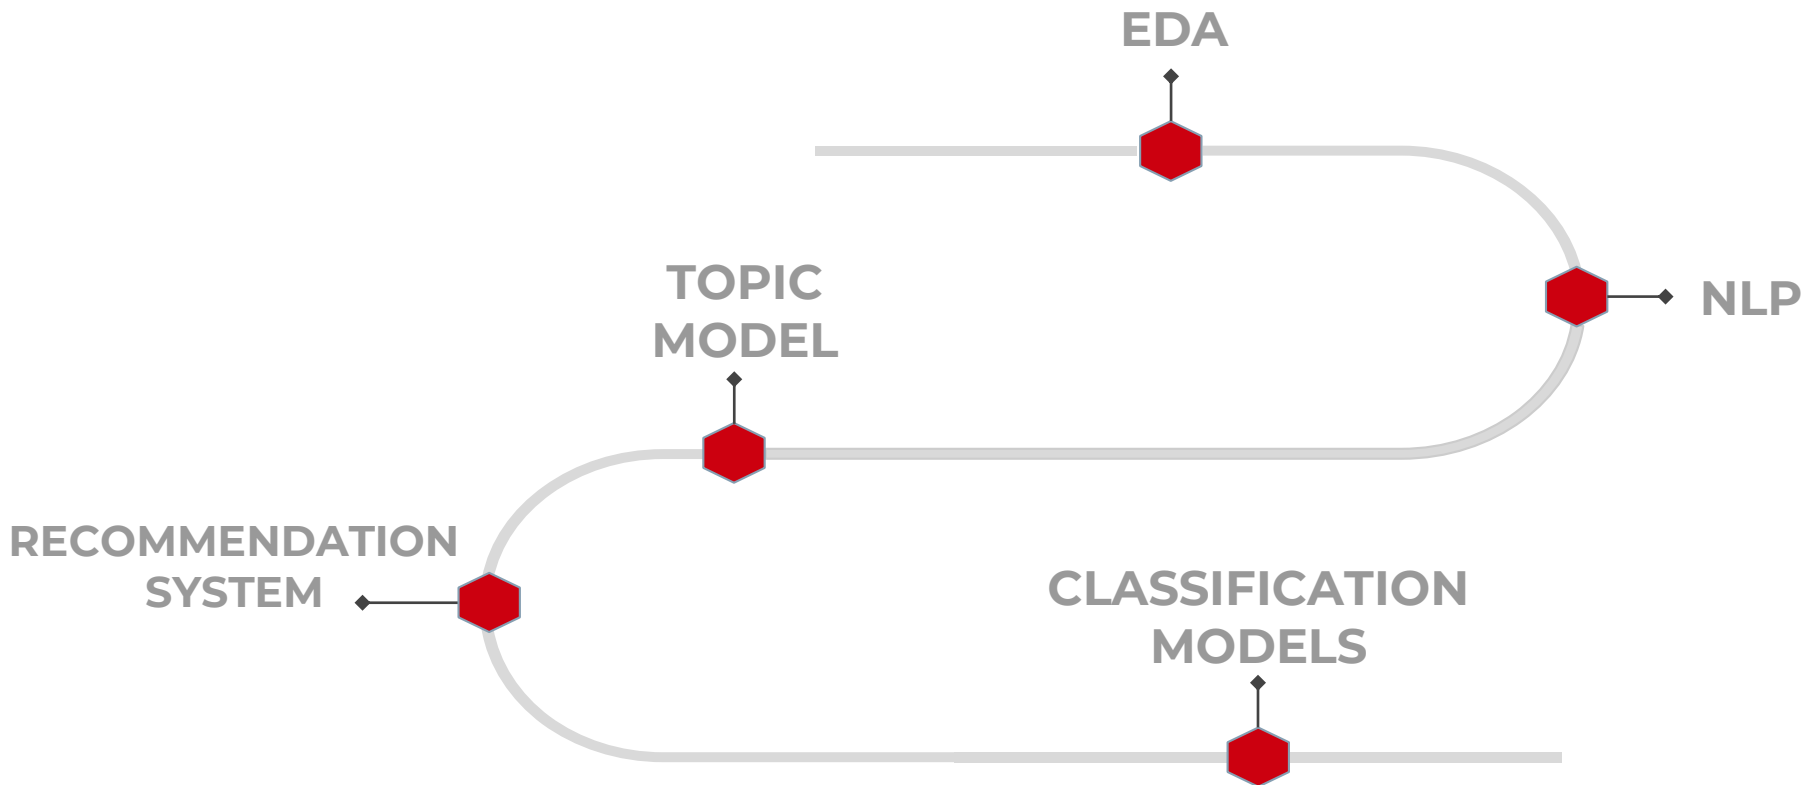 EDA
NLP
TOPIC
MODEL
RECOMMENDATION
SYSTEM
CLASSIFICATION
MODELS